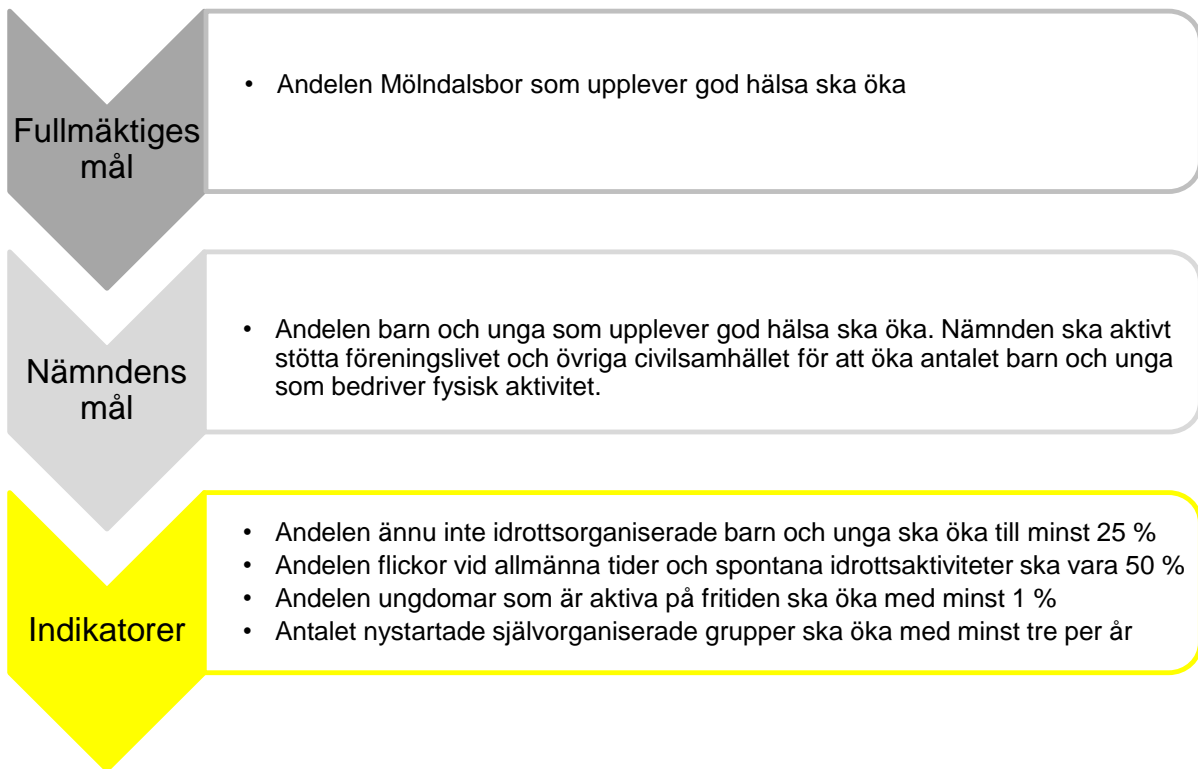 Fullmäktiges
mål
• Andelen Mölndalsbor som upplever god hälsa ska öka
Nämndens
mål
• Andelen barn och unga som upplever god hälsa ska öka. Nämnden ska aktivt
stötta föreningslivet och övriga civilsamhället för att öka antalet barn och unga
som bedriver fysisk aktivitet.
Indikatorer
• Andelen ännu inte idrottsorganiserade barn och unga ska öka till minst 25 %
• Andelen flickor vid allmänna tider och spontana idrottsaktiviteter ska vara 50 %
• Andelen ungdomar som är aktiva på fritiden ska öka med minst 1 %
• Antalet nystartade självorganiserade grupper ska öka med minst tre per år